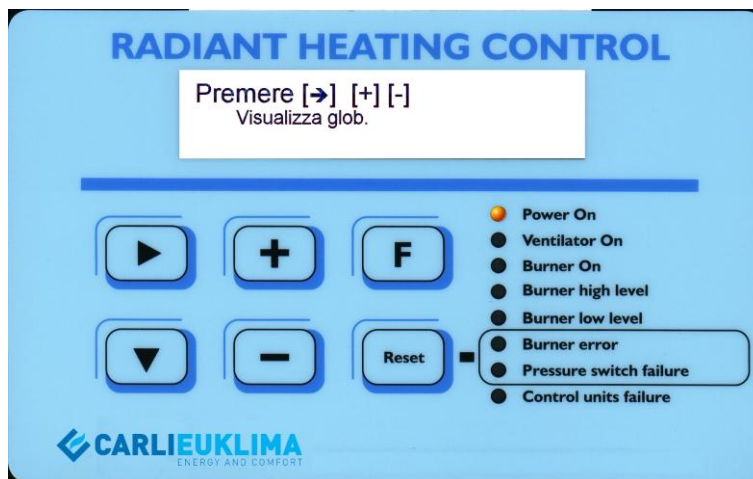 RADIANT HEATING CONTROL
Premere [➔] [+] [-]
Visualizza glob.
Power On
Ventilator On
F
Burner On
Burner high level
Burner low level
Reset
Burner error
Pressure switch failure
Control units failure
CARLIEUKLIMA
ENERGY AND COMFORT